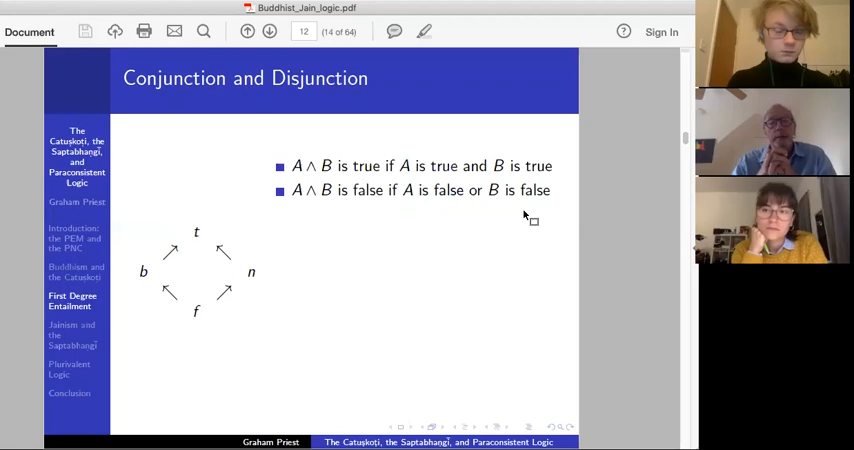 Buddhist_Jain_logic.pdf
Document
12
(14 of 64)
Sign In
Conjunction and Disjunction
The
Catuṣkoṭi, the
Saptabhaṅgī,
and
Paraconsistent
Logic
Graham Priest
Introduction:
the PEM and
the PNC
Buddhism and
the Catuskoti
First Degree
Entailment
Jainism and
the
Saptabhaṅgī
Plurivalent
Logic
Conclusion
A ∧ B is true if A is true and B is true
A ∧ B is false if A is false or B is false
t
b n
f
Graham Priest
The Catuṣkoṭi, the Saptabhaṅgī, and Paraconsistent Logic